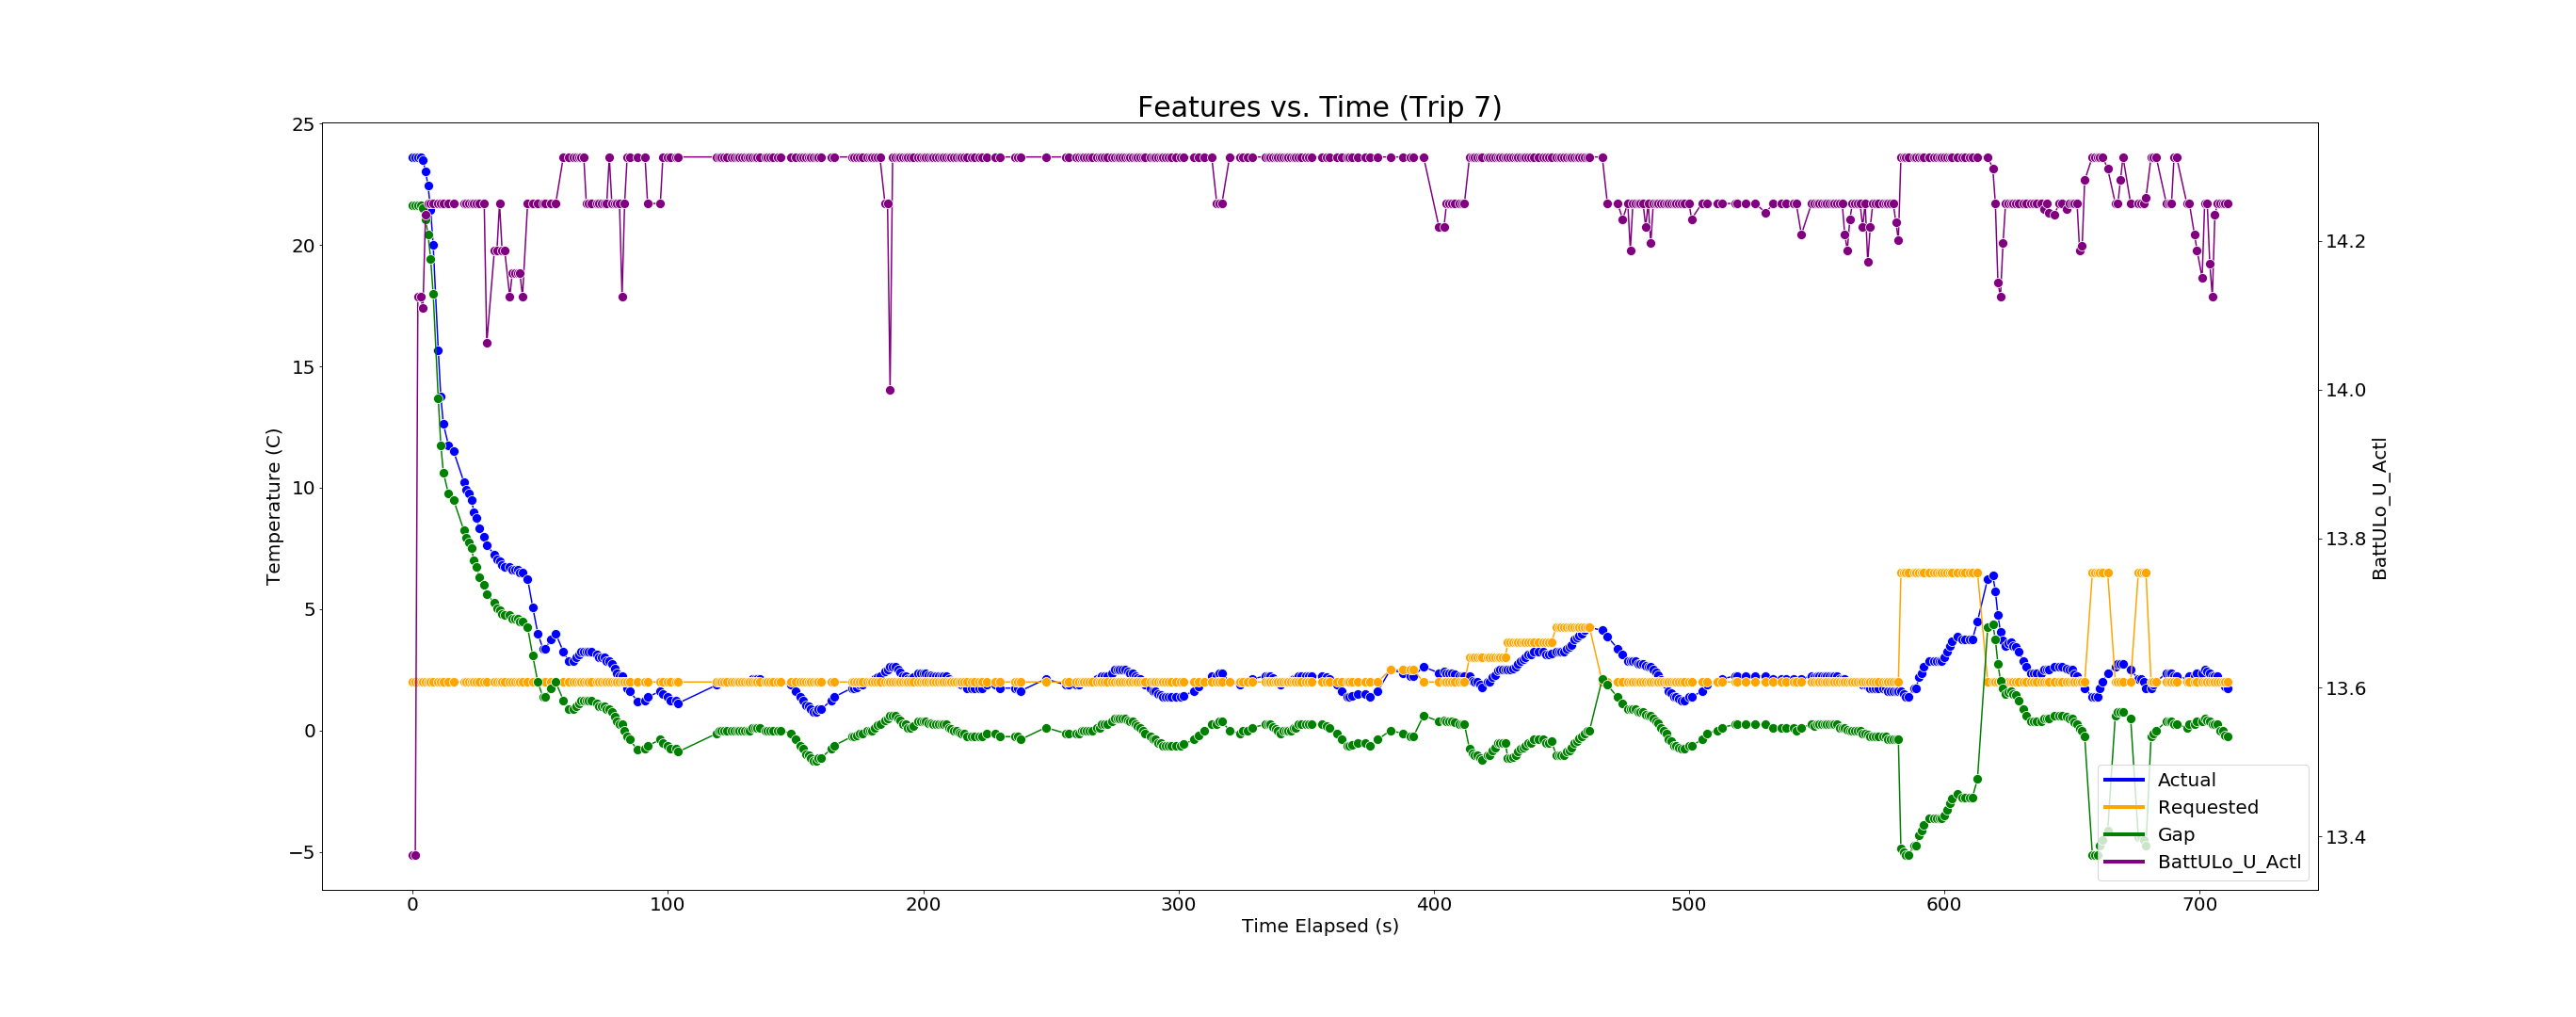 Features vs. Time (Trip 7)
25
20
15
10
5
0
−5
Temperature (C)
14.2
14.0
13.8
13.6
13.4
BattULo_U_Actl
Actual
Requested
Gap
BattULo_U_Actl
0 100 200 300 400 500 600 700
Time Elapsed (s)